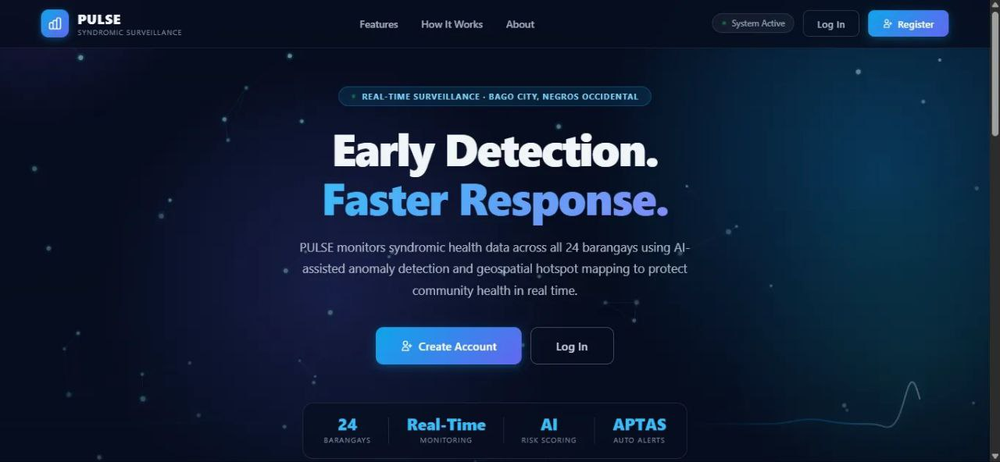 PULSE
SYNDROMIC SURVEILLANCE
Features
How It Works
About
System Active
Log In
Register
REAL-TIME SURVEILLANCE · BAGO CITY, NEGROS OCCIDENTAL
Early Detection.
Faster Response.
PULSE monitors syndromic health data across all 24 barangays using AI-
assisted anomaly detection and geospatial hotspot mapping to protect
community health in real time.
Create Account
Log In
24
BARANGAYS
Real-Time
MONITORING
AI
RISK SCORING
APTAS
AUTO ALERTS